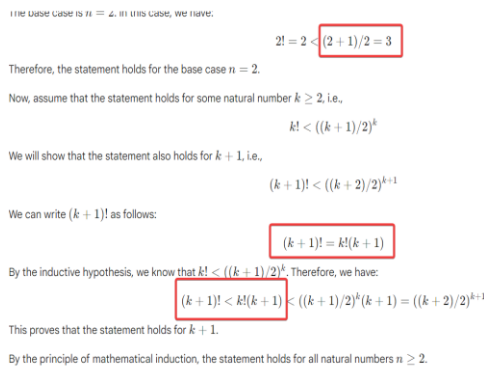 The base case is n = 2. In this case, we have:
2! = 2 < (2 + 1)/2 = 3
Therefore, the statement holds for the base case n = 2.
Now, assume that the statement holds for some natural number k ≥ 2, i.e.,
k! < ((k + 1)/2)^k
We will show that the statement also holds for k + 1, i.e.,
(k + 1)! < ((k + 2)/2)^{k+1}
We can write (k + 1)! as follows:
(k + 1)! = k!(k + 1)
By the inductive hypothesis, we know that k! < ((k + 1)/2)^k. Therefore, we have:
(k + 1)! < k!(k + 1) < ((k + 1)/2)^k(k + 1) = ((k + 2)/2)^{k+1}
This proves that the statement holds for k + 1.
By the principle of mathematical induction, the statement holds for all natural numbers n ≥ 2.